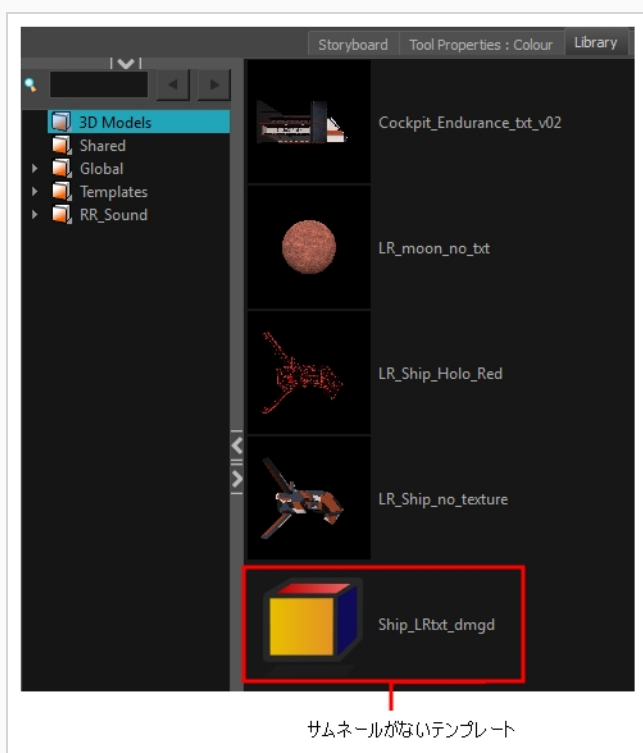 Storyboard
Tool Properties : Colour
Library
3D Models
Shared
Global
Templates
RR_Sound
Cockpit_Endurance_txt_v02
LR_moon_no_txt
LR_Ship_Holo_Red
LR_Ship_no_texture
Ship_LRtxt_dmgd
サムネールがないテンプレート